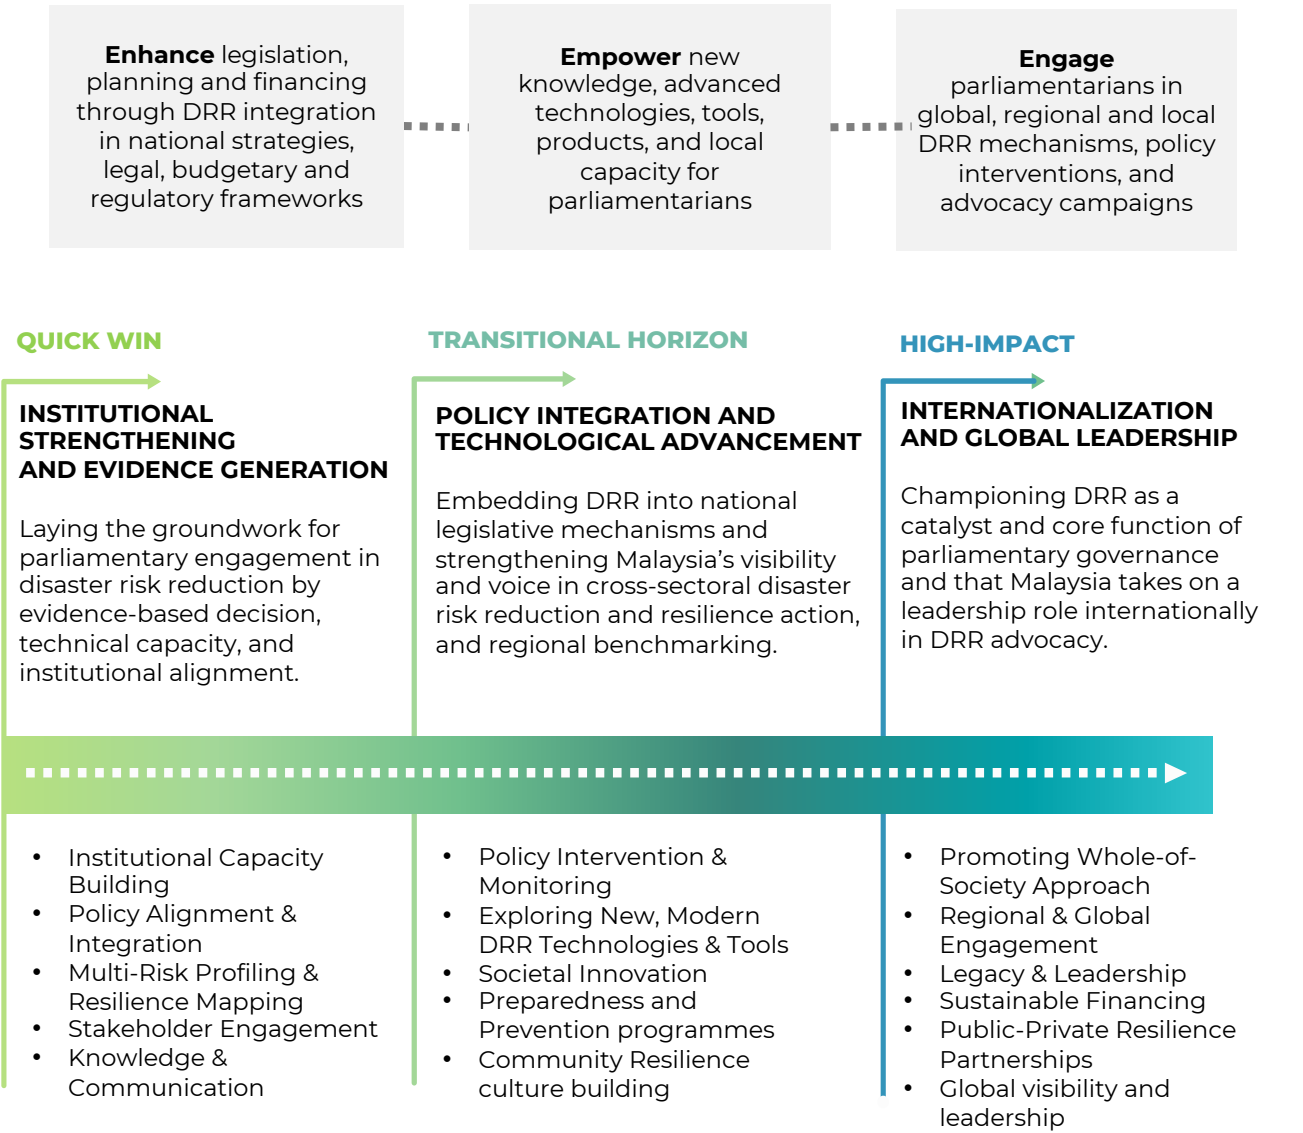 Enhance legislation,
planning and financing
through DRR integration
in national strategies,
legal, budgetary and
regulatory frameworks
Empower new
knowledge, advanced
technologies, tools,
products, and local
capacity for
parliamentarians
Engage
parliamentarians in
global, regional and local
DRR mechanisms, policy
interventions, and
advocacy campaigns
QUICK WIN
INSTITUTIONAL
STRENGTHENING
AND EVIDENCE GENERATION
Laying the groundwork for
parliamentary engagement in
disaster risk reduction by
evidence-based decision,
technical capacity, and
institutional alignment.
TRANSITIONAL HORIZON
POLICY INTEGRATION AND
TECHNOLOGICAL ADVANCEMENT
Embedding DRR into national
legislative mechanisms and
strengthening Malaysia’s visibility
and voice in cross-sectoral disaster
risk reduction and resilience action,
and regional benchmarking.
HIGH-IMPACT
INTERNATIONALIZATION
AND GLOBAL LEADERSHIP
Championing DRR as a
catalyst and core function of
parliamentary governance
and that Malaysia takes on a
leadership role internationally
in DRR advocacy.
• Institutional Capacity
Building
• Policy Alignment &
Integration
• Multi-Risk Profiling &
Resilience Mapping
• Stakeholder Engagement
• Knowledge &
Communication
• Policy Intervention &
Monitoring
• Exploring New, Modern
DRR Technologies & Tools
• Societal Innovation
• Preparedness and
Prevention programmes
• Community Resilience
culture building
• Promoting Whole-of-
Society Approach
• Regional & Global
Engagement
• Legacy & Leadership
• Sustainable Financing
• Public-Private Resilience
Partnerships
• Global visibility and
leadership